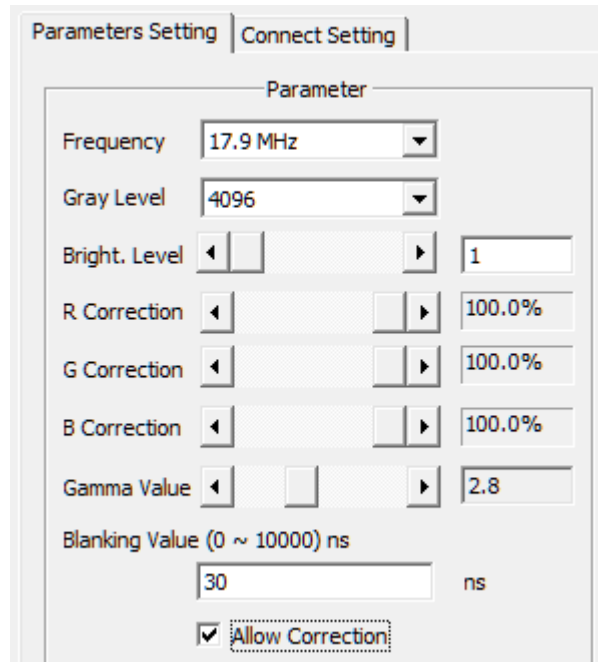 Parameters Setting Connect Setting
Parameter
Frequency 17.9 MHz
Gray Level 4096
Bright. Level 1
R Correction 100.0%
G Correction 100.0%
B Correction 100.0%
Gamma Value 2.8
Blanking Value (0 ~ 10000) ns
30 ns
Allow Correction